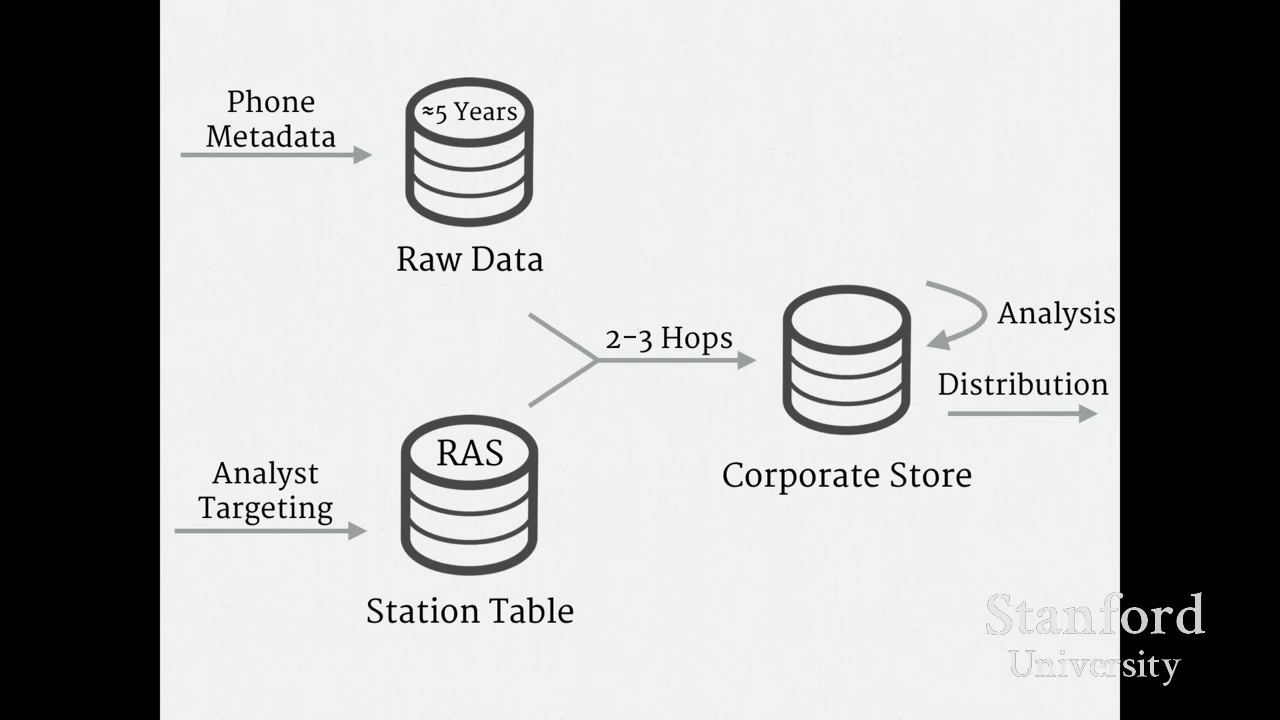 Phone
Metadata
≈5 Years
Raw Data
2-3 Hops
Analysis
Distribution
Corporate Store
Analyst
Targeting
RAS
Station Table
Stanford
University